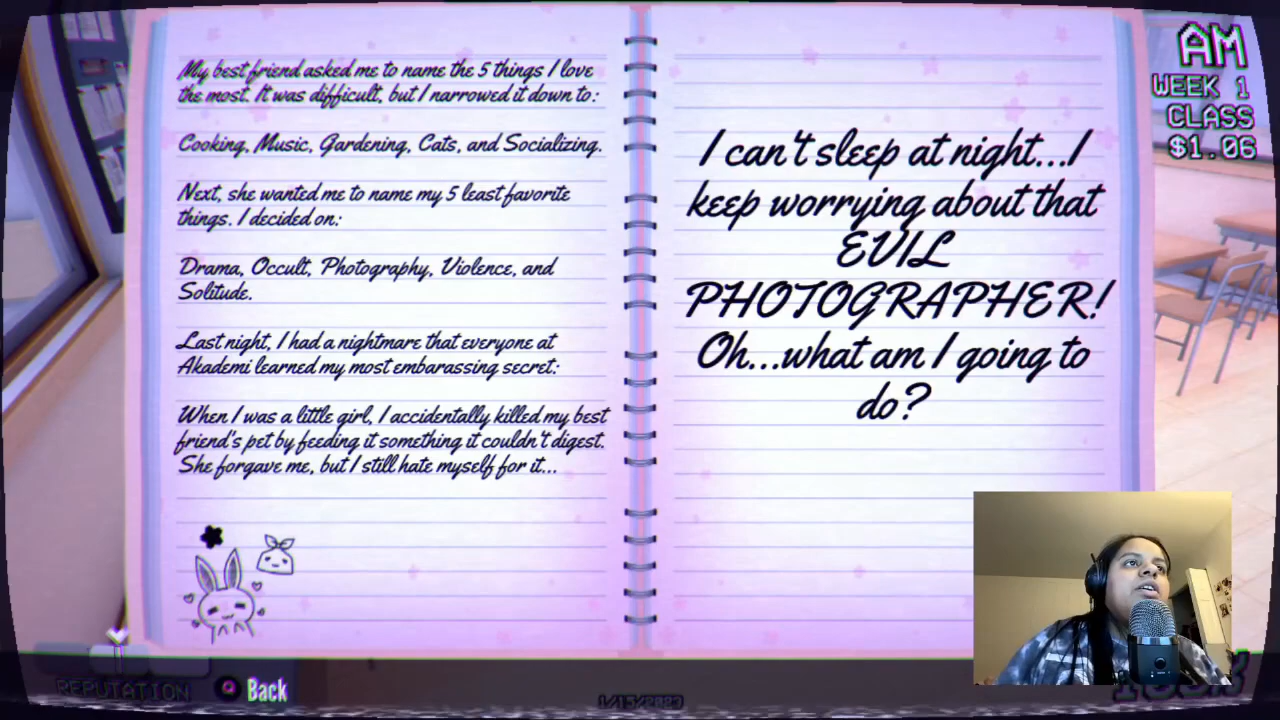 My best friend asked me to name the 5 things I love
the most. It was difficult, but I narrowed it down to:
Cooking, Music, Gardening, Cats, and Socializing.
Next, she wanted me to name my 5 least favorite
things. I decided on:
Drama, Occult, Photography, Violence, and
Solitude.
Last night, I had a nightmare that everyone at
Akademi learned my most embarassing secret:
When I was a little girl, I accidentally killed my best
friend's pet by feeding it something it couldn't digest.
She forgave me, but I still hate myself for it...
I can't sleep at night...I
keep worrying about that
EVIL
PHOTOGRAPHER!
Oh...what am I going to
do?
AM
WEEK 1
CLASS
$1.06
REPUTATION
Back
1/15/2023